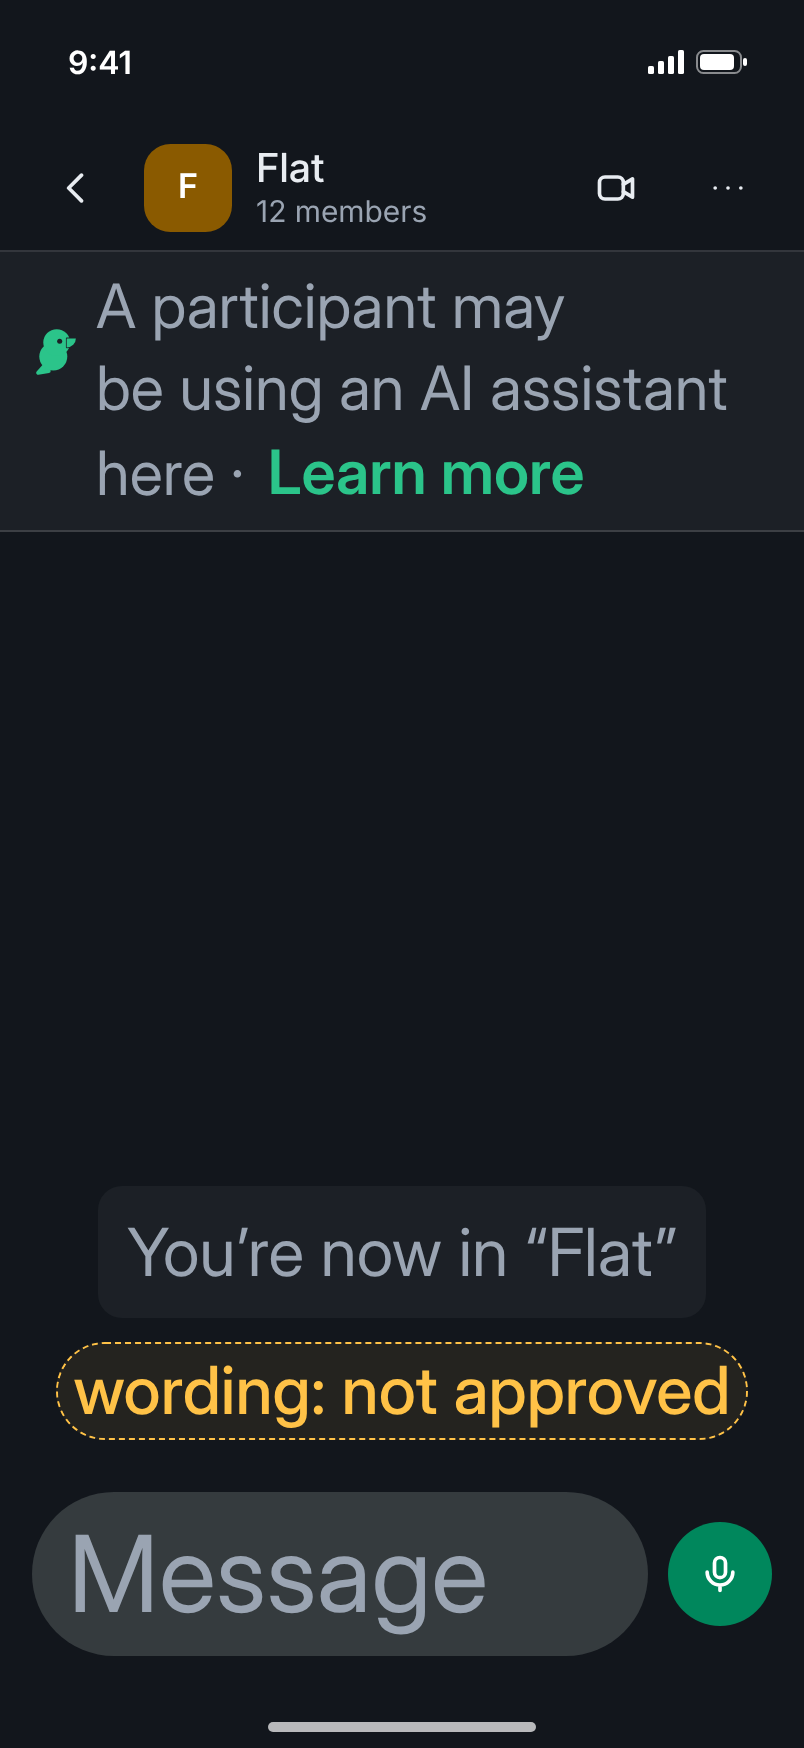 9:41
F
Flat
12 members
···
A participant may
be using an AI assistant
here · Learn more
You’re now in “Flat”
wording: not approved
Message